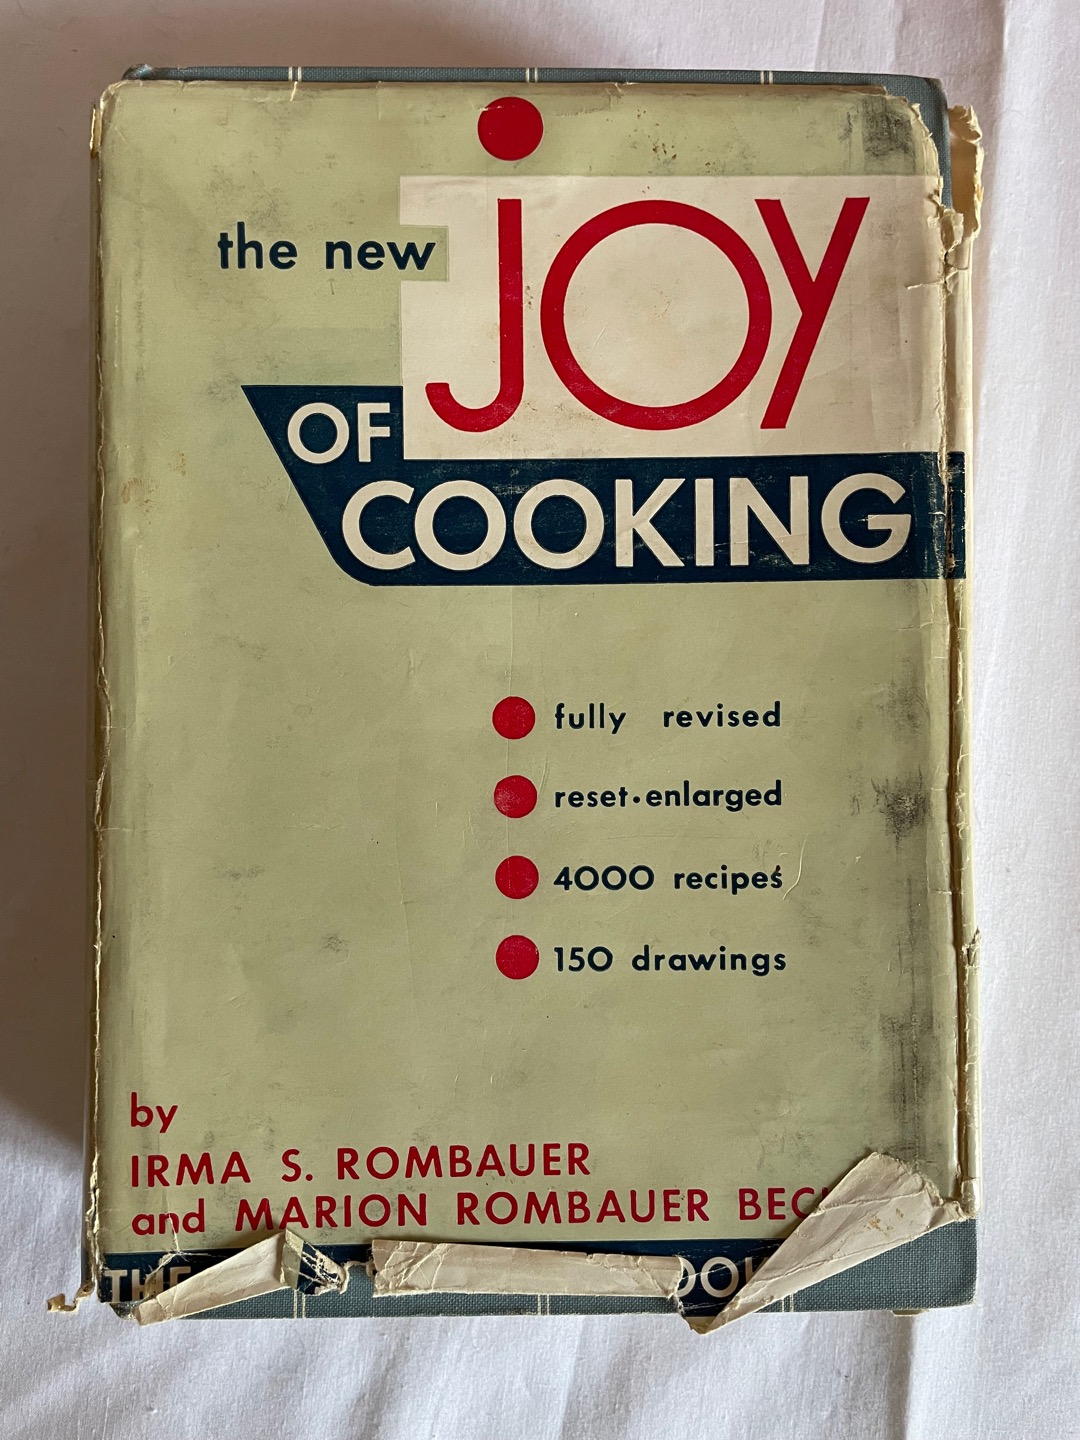 the new JOY
OF
COOKING
fully revised
reset·enlarged
4000 recipes
150 drawings
by
IRMA S. ROMBAUER
and MARION ROMBAUER
THE